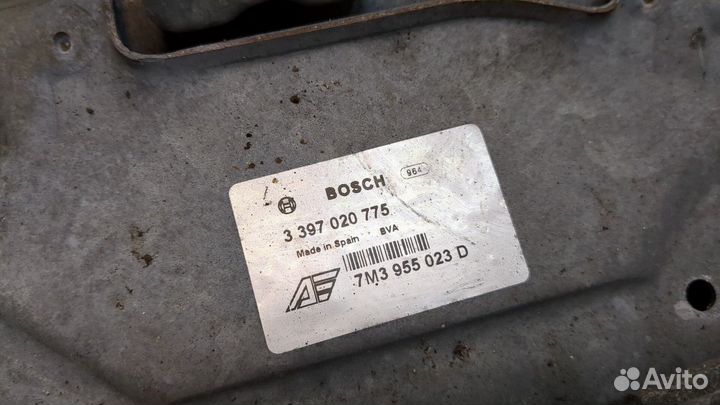 BOSCH
964
3 397 020 775
Made in Spain BVA
7M3 955 023 D
Avito